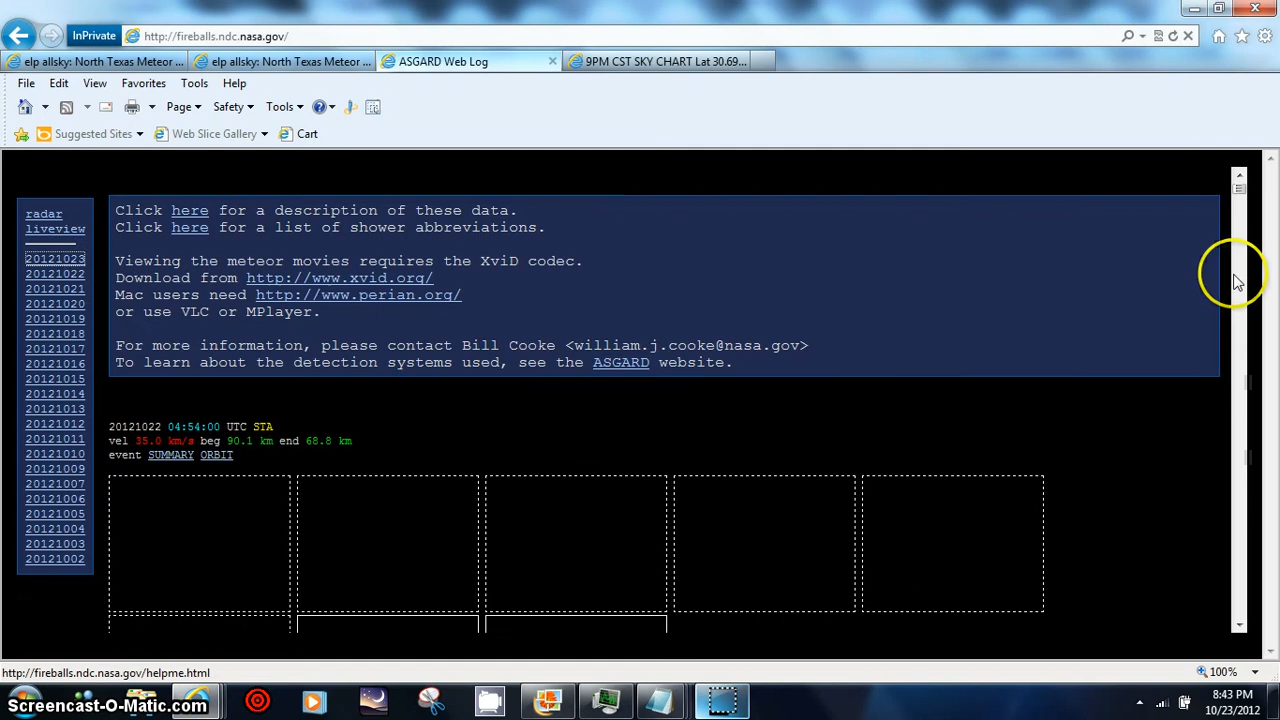 InPrivate
http://fireballs.ndc.nasa.gov/
elp allsky: North Texas Meteor ...
elp allsky: North Texas Meteor ...
ASGARD Web Log
9PM CST SKY CHART Lat 30.69...
File Edit View Favorites Tools Help
Page Safety Tools
Suggested Sites Web Slice Gallery Cart
radar
liveview
20121023
20121022
20121021
20121020
20121019
20121018
20121017
20121016
20121015
20121014
20121013
20121012
20121011
20121010
20121009
20121007
20121006
20121005
20121004
20121003
20121002
Click here for a description of these data.
Click here for a list of shower abbreviations.
Viewing the meteor movies requires the XviD codec.
Download from http://www.xvid.org/
Mac users need http://www.perian.org/
or use VLC or MPlayer.
For more information, please contact Bill Cooke <william.j.cooke@nasa.gov>
To learn about the detection systems used, see the ASGARD website.
20121022 04:54:00 UTC STA
vel 35.0 km/s beg 90.1 km end 68.8 km
event SUMMARY ORBIT
http://fireballs.ndc.nasa.gov/helpme.html
100%
Screencast-O-Matic.com
8:43 PM
10/23/2012